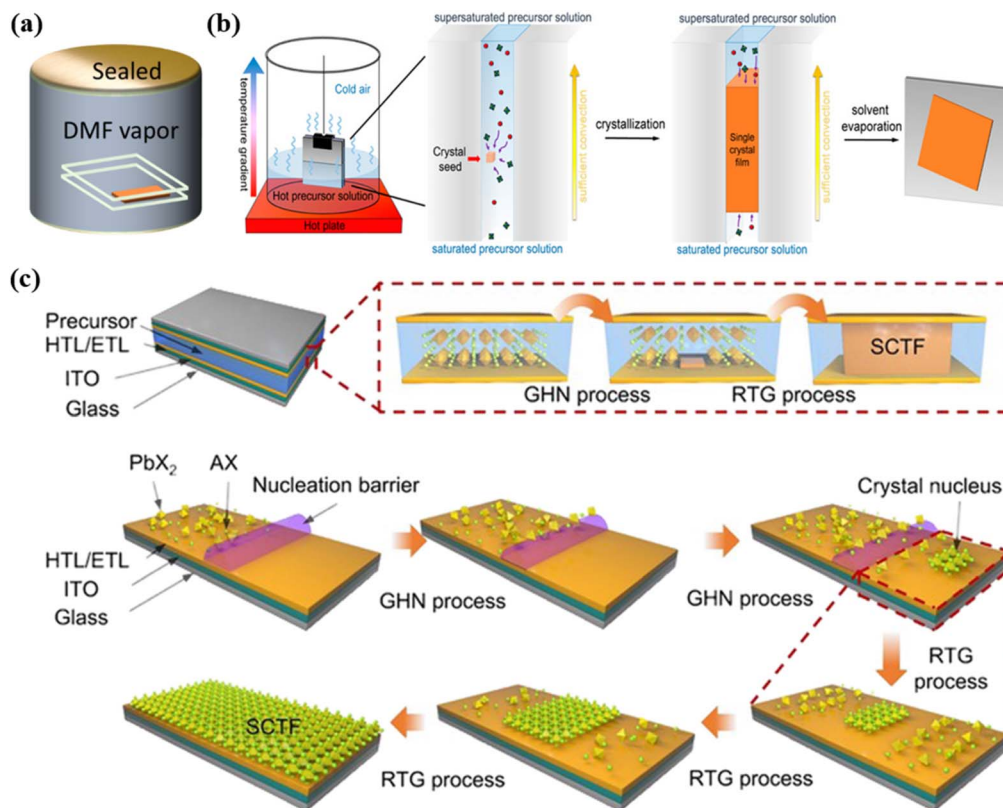 (a)
Sealed
DMF vapor
(b)
temperature gradient
Cold air
Hot precursor solution
Hot plate
supersaturated precursor solution
Crystal
seed
sufficient convection
saturated precursor solution
crystallization
supersaturated precursor solution
Single
crystal
film
sufficient convection
saturated precursor solution
solvent
evaporation
(c)
Precursor
HTL/ETL
ITO
Glass
SCTF
GHN process
RTG process
PbX₂
AX
Nucleation barrier
Crystal nucleus
HTL/ETL
ITO
Glass
GHN process
GHN process
RTG
process
SCTF
RTG process
RTG process